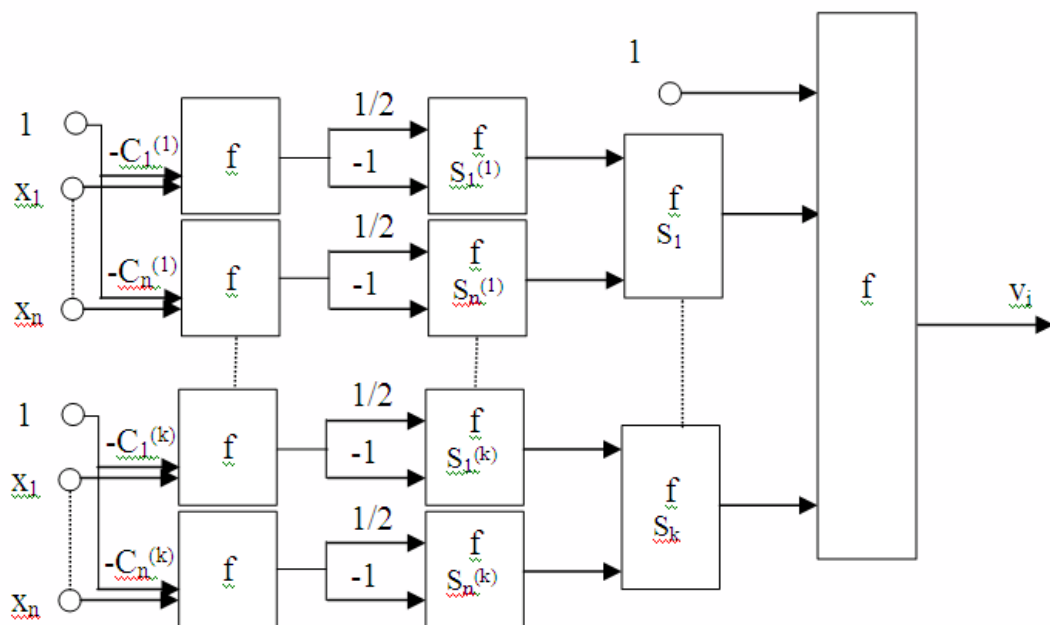 1
1
1/2
-C₁⁽¹⁾
f
-1
f
S₁⁽¹⁾
x₁
f
S₁
1/2
-Cₙ⁽¹⁾
f
-1
f
Sₙ⁽¹⁾
xₙ
f
vᵢ
1
1/2
-C₁⁽ᵏ⁾
f
-1
f
S₁⁽ᵏ⁾
x₁
f
Sₖ
1/2
-Cₙ⁽ᵏ⁾
f
-1
f
Sₙ⁽ᵏ⁾
xₙ